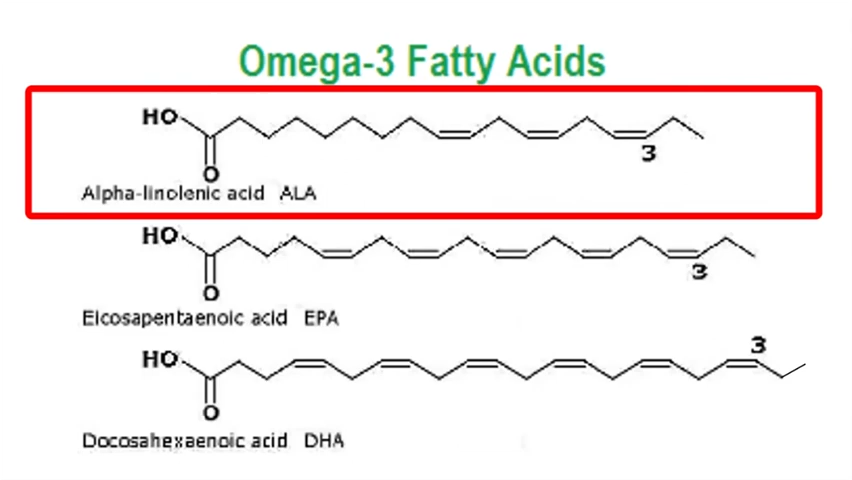 Omega-3 Fatty Acids
HO
O
3
Alpha-linolenic acid ALA
HO
O
3
Eicosapentaenoic acid EPA
HO
O
3
Docosahexaenoic acid DHA